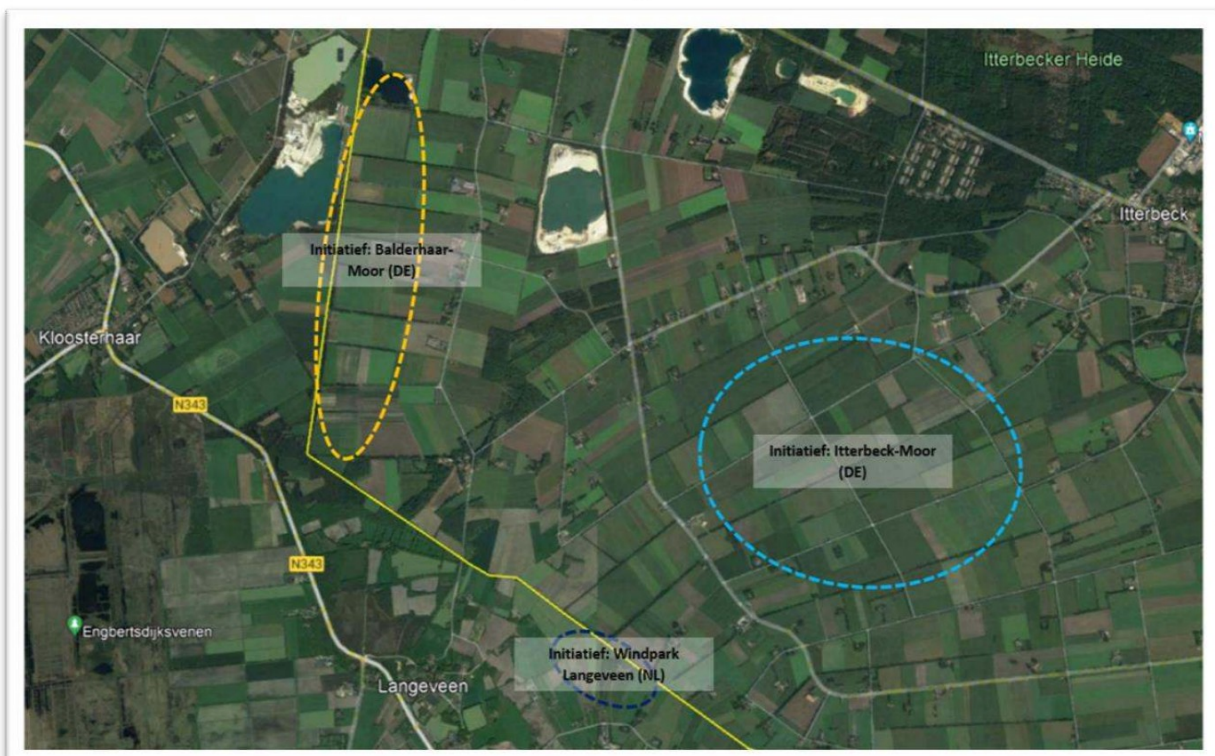 Itterbecker Heide
Itterbeck
Initiatief: Balderhaar-
Moor (DE)
Kloosterhaar
N343
Initiatief: Itterbeck-Moor
(DE)
N343
Engbertsdijksvenen
Initiatief: Windpark
Langeveen (NL)
Langeveen